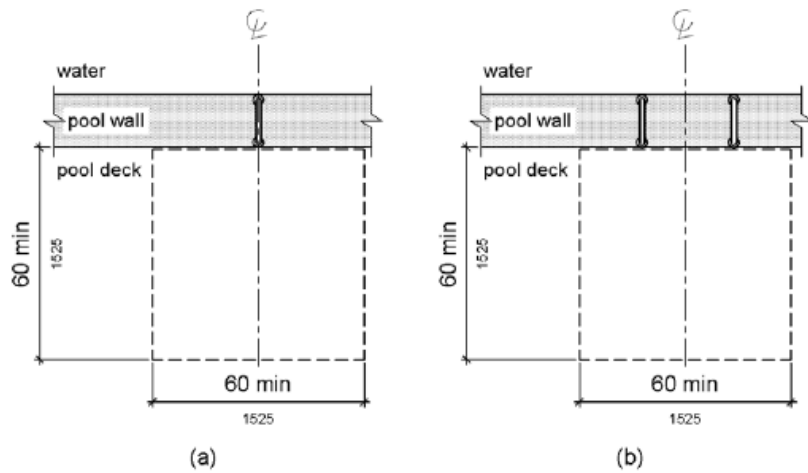 ℄ ℄
water water
pool wall pool wall
pool deck pool deck
60 min 1525 60 min 1525
60 min 60 min
1525 1525
(a) (b)